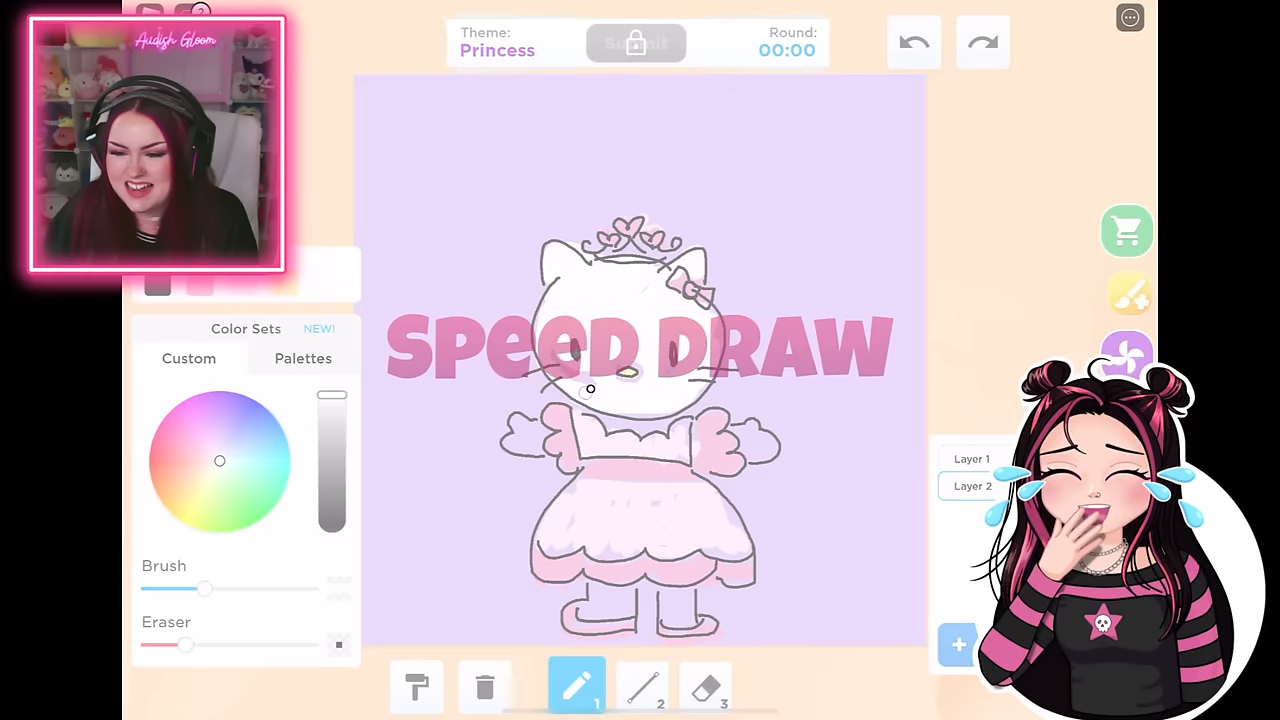 Audish Gloom
Theme:
Princess
Submit
Round:
00:00
SPEED DRAW
Color Sets
NEW!
Custom
Palettes
Brush
Eraser
Layer 1
Layer 2
+
1
2
3